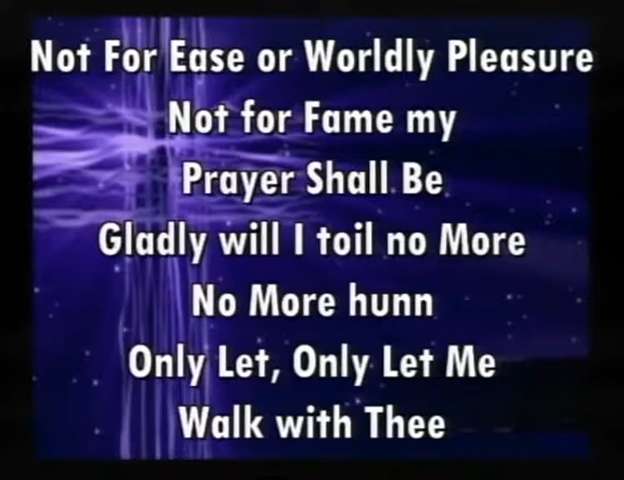 Not For Ease or Worldly Pleasure
Not for Fame my
Prayer Shall Be
Gladly will I toil no More
No More hunn
Only Let, Only Let Me
Walk with Thee